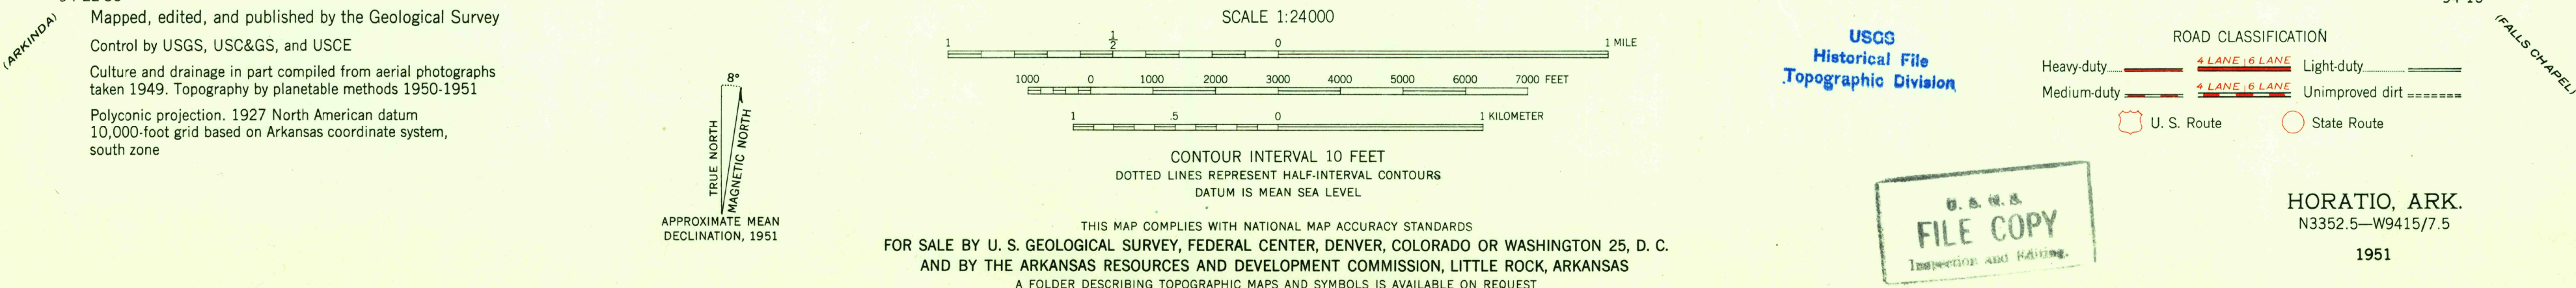 (ARKINDA)
Mapped, edited, and published by the Geological Survey
Control by USGS, USC&GS, and USCE
Culture and drainage in part compiled from aerial photographs
taken 1949. Topography by planetable methods 1950-1951
Polyconic projection. 1927 North American datum
10,000-foot grid based on Arkansas coordinate system,
south zone
8°
TRUE NORTH
MAGNETIC NORTH
APPROXIMATE MEAN
DECLINATION, 1951
SCALE 1:24000
1 ½ 0 1 MILE
1000 0 1000 2000 3000 4000 5000 6000 7000 FEET
1 .5 0 1 KILOMETER
CONTOUR INTERVAL 10 FEET
DOTTED LINES REPRESENT HALF-INTERVAL CONTOURS
DATUM IS MEAN SEA LEVEL
THIS MAP COMPLIES WITH NATIONAL MAP ACCURACY STANDARDS
FOR SALE BY U. S. GEOLOGICAL SURVEY, FEDERAL CENTER, DENVER, COLORADO OR WASHINGTON 25, D. C.
AND BY THE ARKANSAS RESOURCES AND DEVELOPMENT COMMISSION, LITTLE ROCK, ARKANSAS
A FOLDER DESCRIBING TOPOGRAPHIC MAPS AND SYMBOLS IS AVAILABLE ON REQUEST
USGS
Historical File
Topographic Division
ROAD CLASSIFICATION
Heavy-duty 4 LANE 6 LANE Light-duty
Medium-duty 4 LANE 6 LANE Unimproved dirt
U. S. Route State Route
(FALLS CHAPEL)
FILE COPY
Inspection and Editing.
HORATIO, ARK.
N3352.5—W9415/7.5
1951